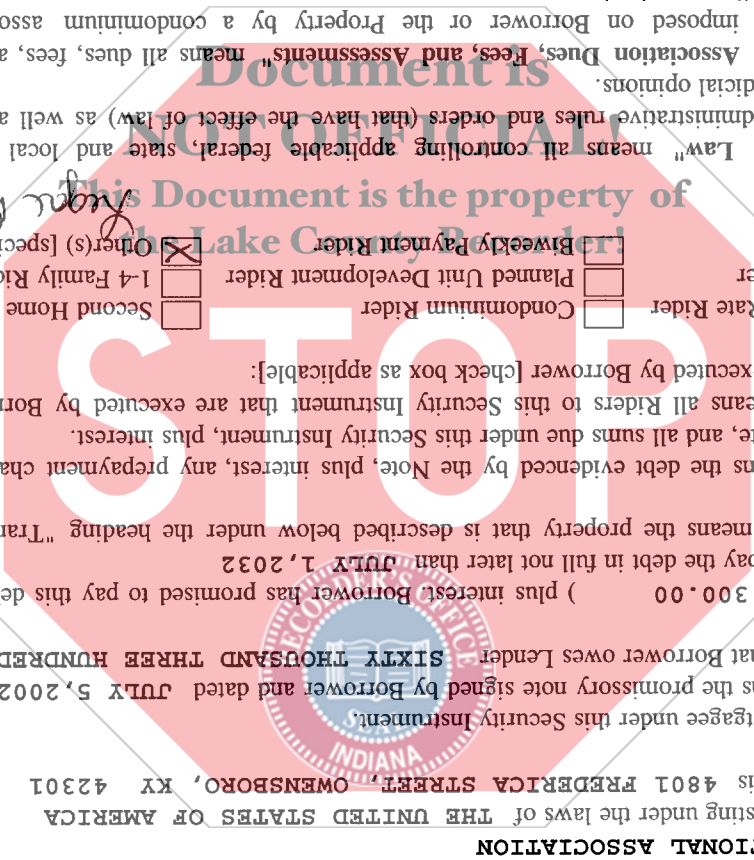 TIONAL ASSOCIATION
sting under the laws of THE UNITED STATES OF AMERICA
is 4801 FREDERICA STREET, OWENSBORO, KY 42301
tgagee under this Security Instrument.
ns the promissory note signed by Borrower and dated JULY 5, 2002
hat Borrower owes Lender SIXTY THOUSAND THREE HUNDRED
300.00 ) plus interest. Borrower has promised to pay this de
pay the debt in full not later than JULY 1, 2032
means the property that is described below under the heading "Tran
ns the debt evidenced by the Note, plus interest, any prepayment cha
te, and all sums due under this Security Instrument, plus interest.
eans all Riders to this Security Instrument that are executed by Borr
executed by Borrower [check box as applicable]:
Rate Rider Condominium Rider Second Home
er Planned Unit Development Rider 1-4 Family Ri
Biweekly Payment Rider Other(s) [speci
Law" means all controlling applicable federal, state and local
dministrative rules and orders (that have the effect of law) as well a
dicial opinions.
Association Dues, Fees, and Assessments" means all dues, fees, a
imposed on Borrower or the Property by a condominium asso
Document is
NOT OFFICIAL!
This Document is the property of
the Lake County Recorder!
STOP
RECORDER'S OFFICE
SEAL
INDIANA